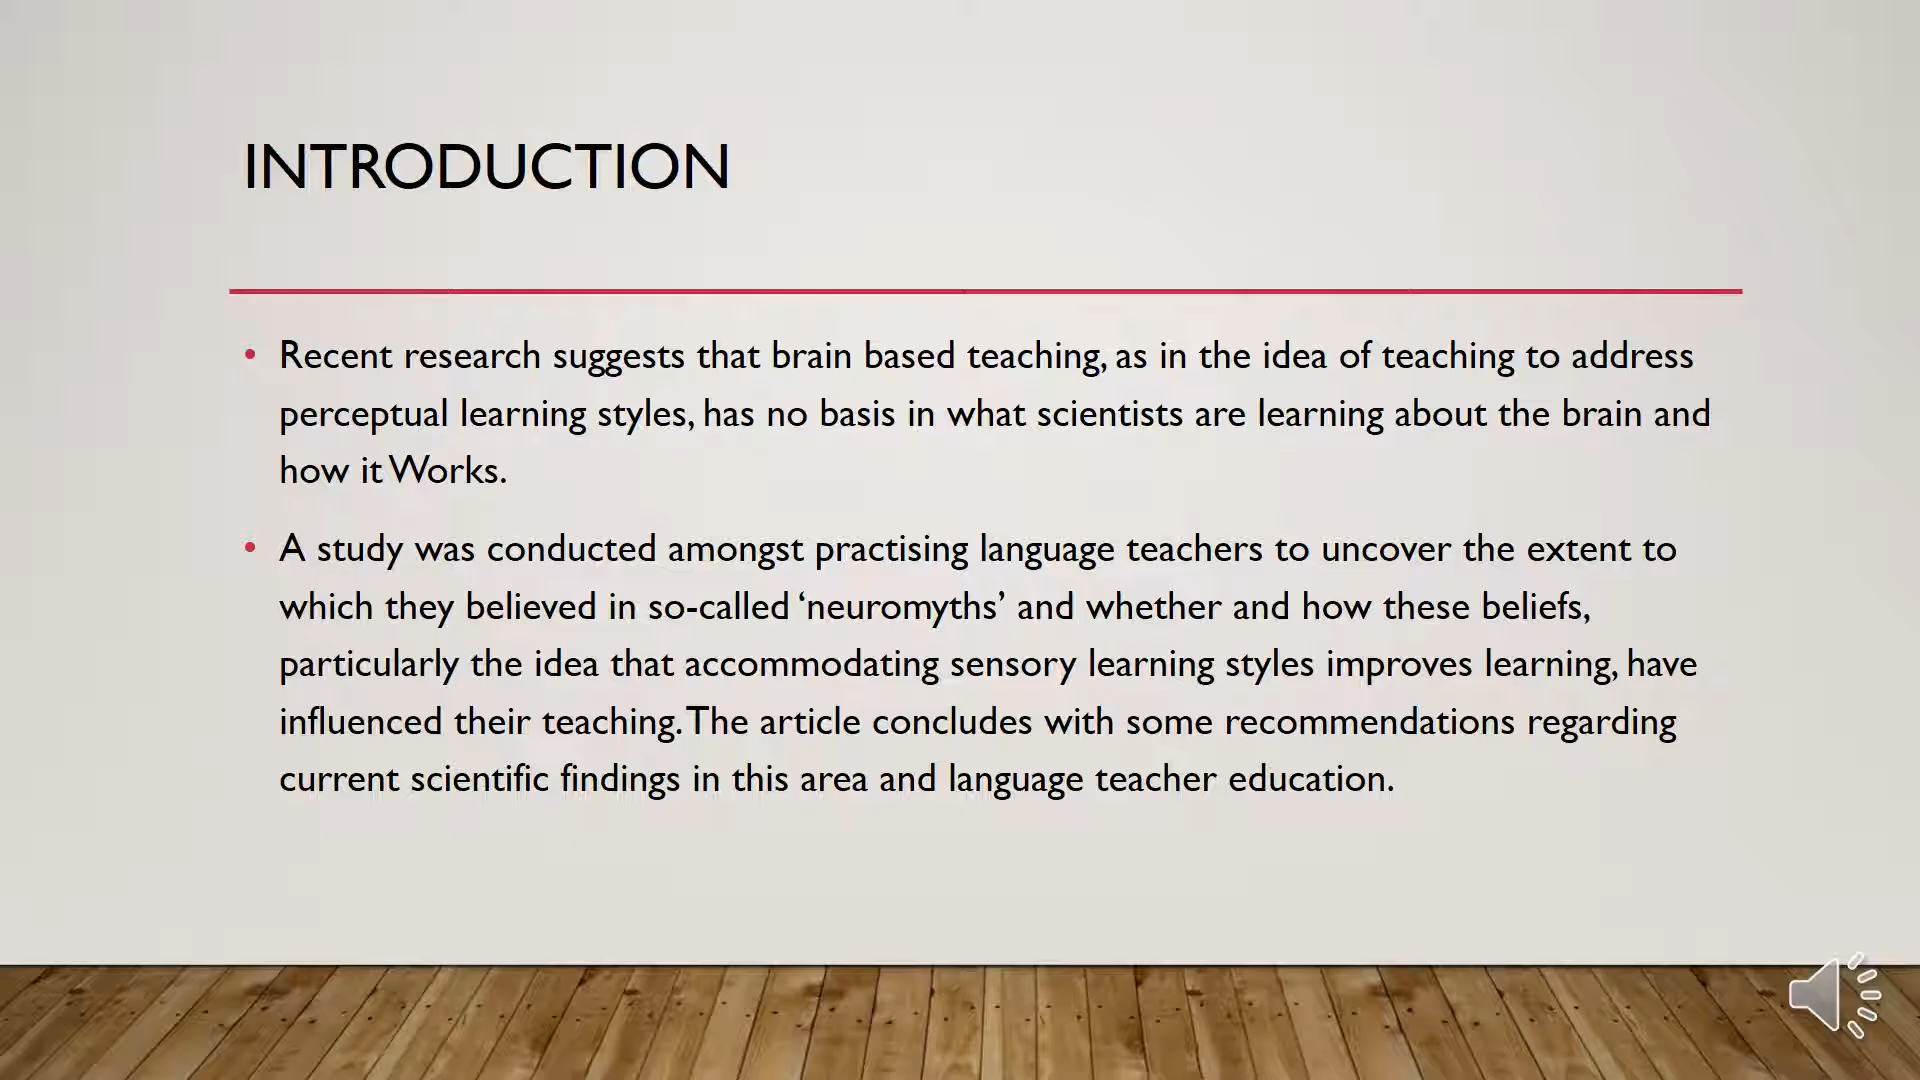 INTRODUCTION
• Recent research suggests that brain based teaching, as in the idea of teaching to address
perceptual learning styles, has no basis in what scientists are learning about the brain and
how it Works.
• A study was conducted amongst practising language teachers to uncover the extent to
which they believed in so-called ‘neuromyths’ and whether and how these beliefs,
particularly the idea that accommodating sensory learning styles improves learning, have
influenced their teaching. The article concludes with some recommendations regarding
current scientific findings in this area and language teacher education.